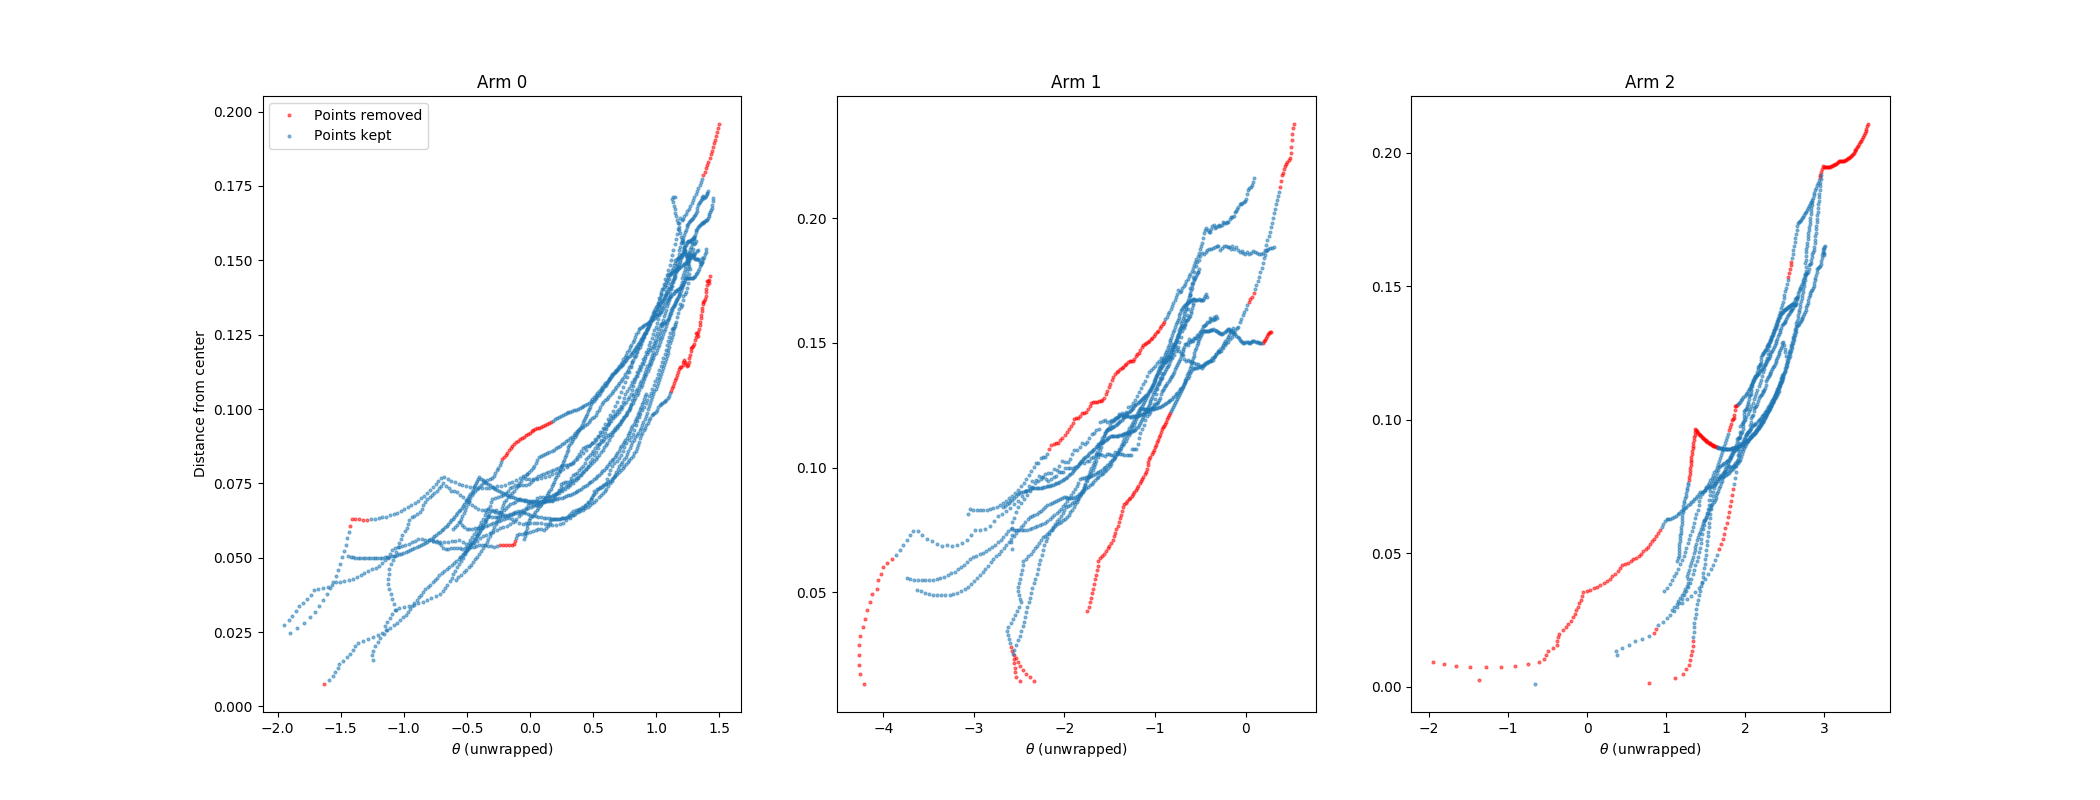 Arm 0
Arm 1
Arm 2
Points removed
Points kept
Distance from center
0.200
0.175
0.150
0.125
0.100
0.075
0.050
0.025
0.000
−2.0 −1.5 −1.0 −0.5 0.0 0.5 1.0 1.5
θ (unwrapped)
0.20
0.15
0.10
0.05
−4 −3 −2 −1 0
θ (unwrapped)
0.20
0.15
0.10
0.05
0.00
−2 −1 0 1 2 3
θ (unwrapped)